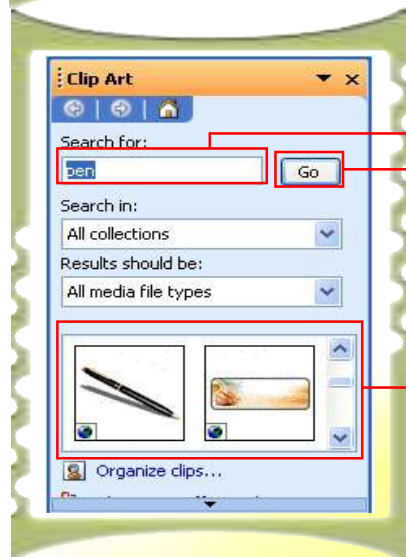 Clip Art
Search for:
pen
Go
Search in:
All collections
Results should be:
All media file types
Organize clips...